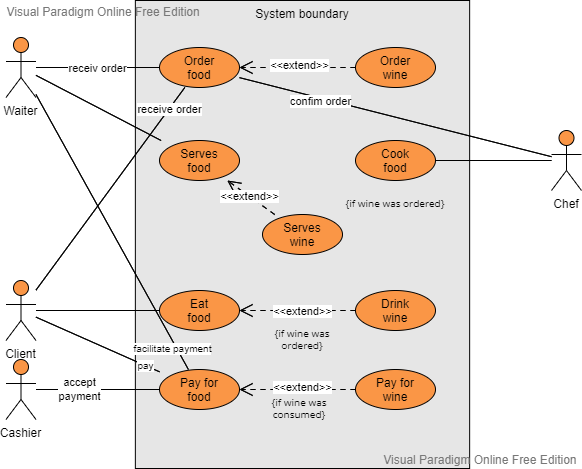 Visual Paradigm Online Free Edition
System boundary
Order
food
<<extend>>
Order
wine
receiv order
Waiter
receive order
confim order
Serves
food
Cook
food
Chef
<<extend>>
{if wine was ordered}
Serves
wine
Eat
food
<<extend>>
Drink
wine
{if wine was
ordered}
Client
facilitate payment
pay
accept
payment
Pay for
food
<<extend>>
Pay for
wine
{if wine was
consumed}
Cashier
Visual Paradigm Online Free Edition